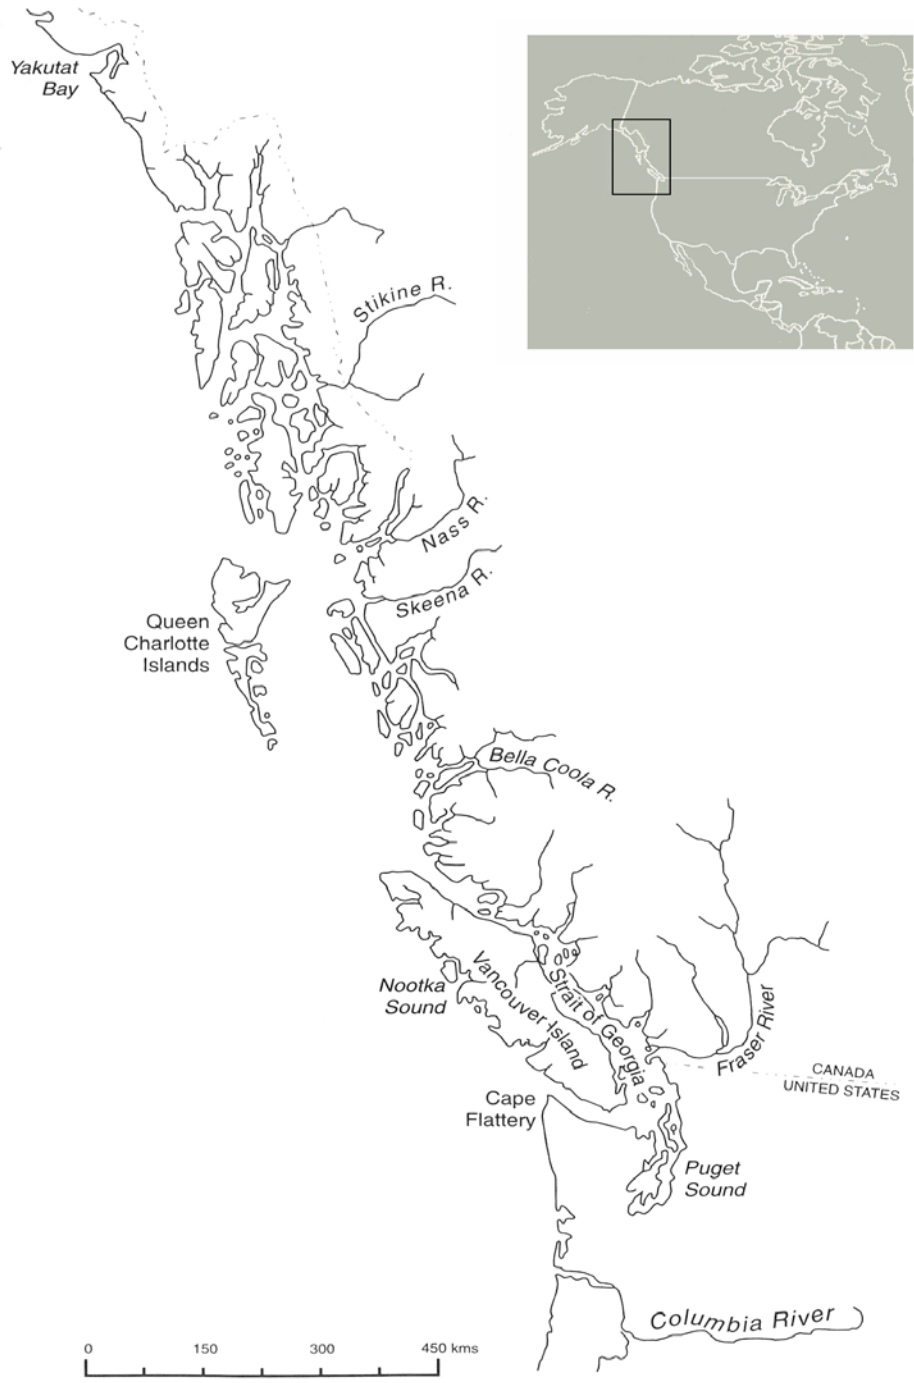 Yakutat
Bay
Stikine R.
Nass R.
Skeena R.
Queen
Charlotte
Islands
Bella Coola R.
Nootka
Sound
Vancouver Island
Strait of Georgia
Fraser River
CANADA
UNITED STATES
Cape
Flattery
Puget
Sound
Columbia River
0 150 300 450 kms